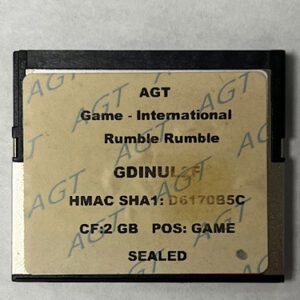 AGT
Game - International
Rumble Rumble
HMAC SHA1: D6170B5C
CF:2 GB POS: GAME
SEALED